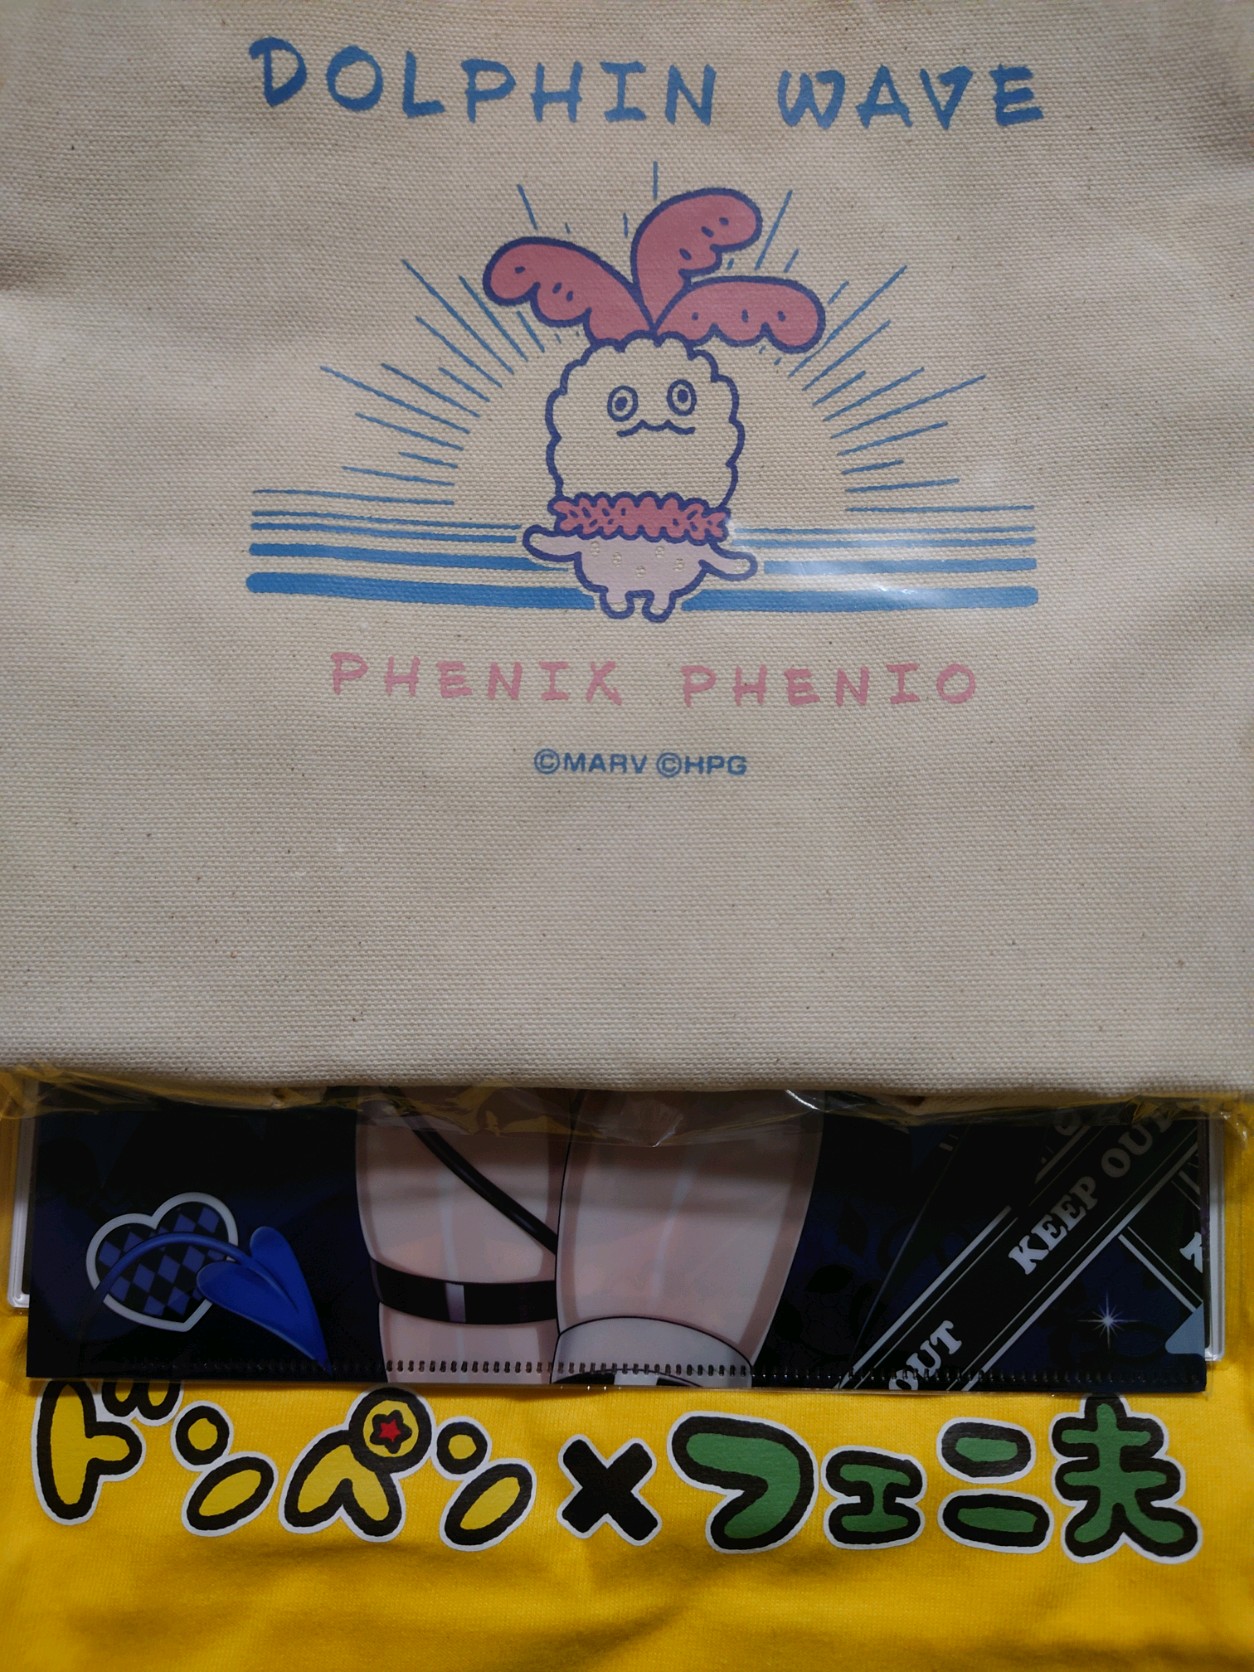 DOLPHIN WAVE
PHENIX PHENIO
©MARV ©HPG
KEEP OUT
OUT
ドンペン×フェニ夫